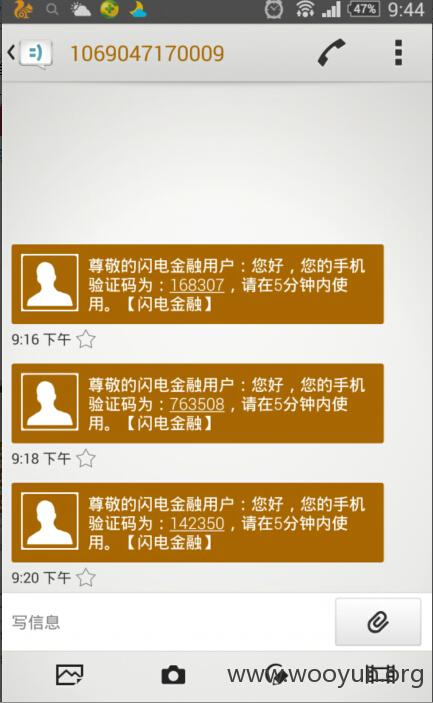 47% 9:44
1069047170009
尊敬的闪电金融用户：您好，您的手机
验证码为：168307，请在5分钟内使
用。【闪电金融】
9:16 下午
尊敬的闪电金融用户：您好，您的手机
验证码为：763508，请在5分钟内使
用。【闪电金融】
9:18 下午
尊敬的闪电金融用户：您好，您的手机
验证码为：142350，请在5分钟内使
用。【闪电金融】
9:20 下午
写信息
www.wooyun.org